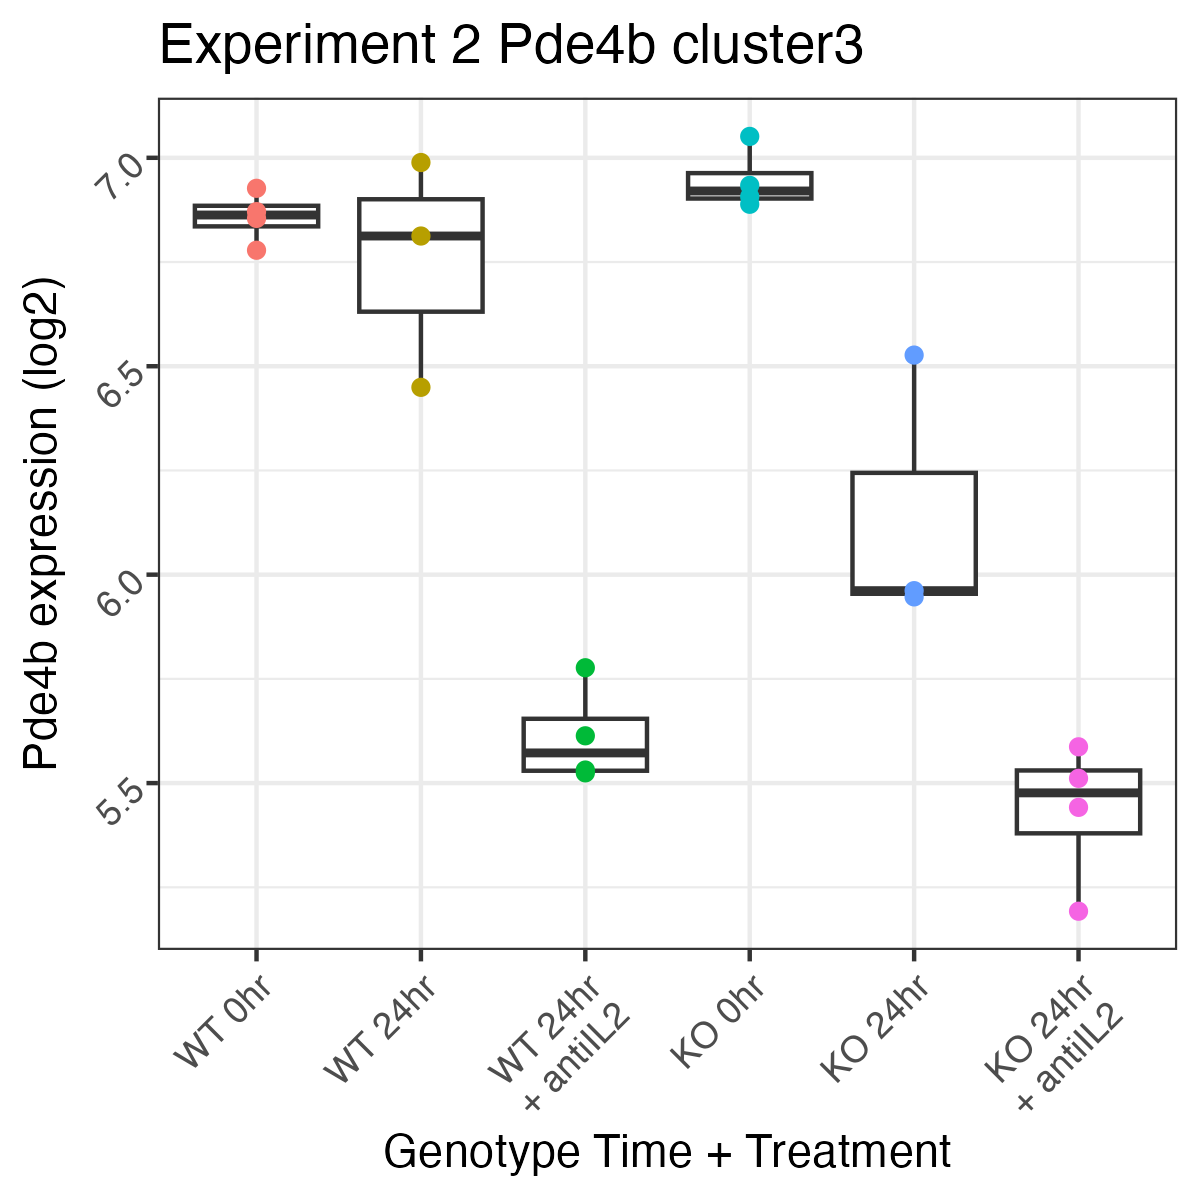 Experiment 2 Pde4b cluster3
Pde4b expression (log2)
7.0
6.5
6.0
5.5
WT 0hr
WT 24hr
WT 24hr
+ antiIL2
KO 0hr
KO 24hr
KO 24hr
+ antiIL2
Genotype Time + Treatment